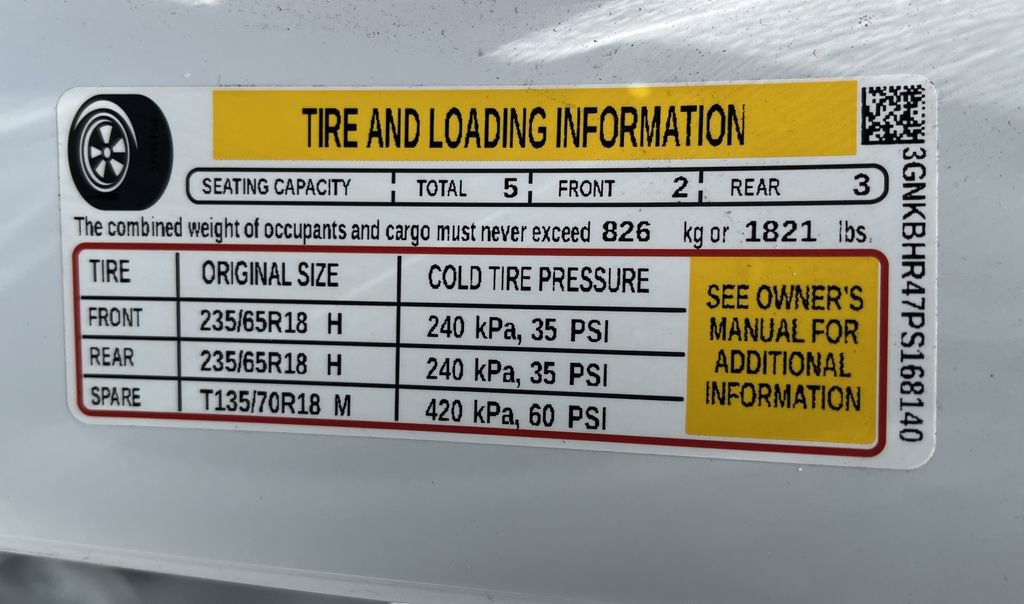 TIRE AND LOADING INFORMATION
SEATING CAPACITY TOTAL 5 FRONT 2 REAR 3
The combined weight of occupants and cargo must never exceed 826 kg or 1821 lbs.
TIRE ORIGINAL SIZE COLD TIRE PRESSURE
FRONT 235/65R18 H 240 kPa, 35 PSI
REAR 235/65R18 H 240 kPa, 35 PSI
SPARE T135/70R18 M 420 kPa, 60 PSI
SEE OWNER'S
MANUAL FOR
ADDITIONAL
INFORMATION
3GNKBHR47PS168140